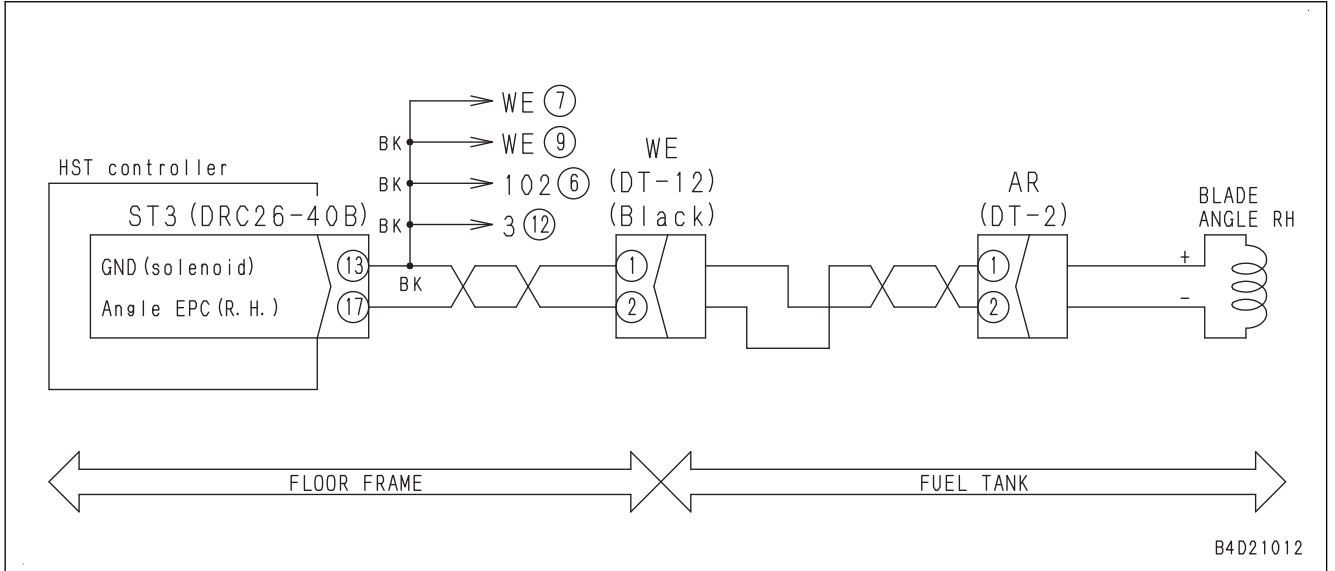 WE ⑦
BK WE ⑨
BK 102 ⑥
BK 3 ⑫
HST controller
ST3 (DRC26-40B)
GND (solenoid) ⑬
Angle EPC (R. H.) ⑰
BK
WE
(DT-12)
(Black)
①
②
AR
(DT-2)
①
②
BLADE
ANGLE RH
+
-
FLOOR FRAME
FUEL TANK
B4D21012